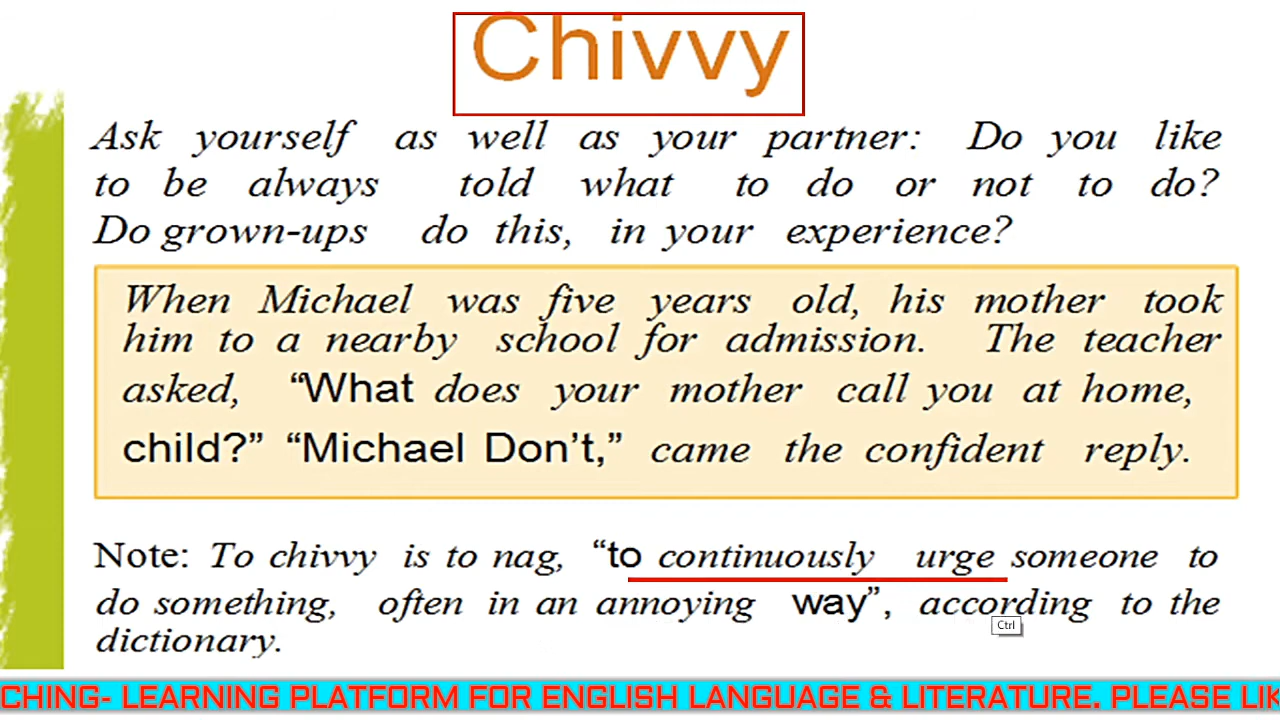 Chivvy
Ask yourself as well as your partner: Do you like
to be always told what to do or not to do?
Do grown-ups do this, in your experience?
When Michael was five years old, his mother took
him to a nearby school for admission. The teacher
asked, “What does your mother call you at home,
child?” “Michael Don’t,” came the confident reply.
Note: To chivvy is to nag, “to continuously urge someone to
do something, often in an annoying way”, according to the
dictionary.
Ctrl
CHING- LEARNING PLATFORM FOR ENGLISH LANGUAGE & LITERATURE. PLEASE LIK